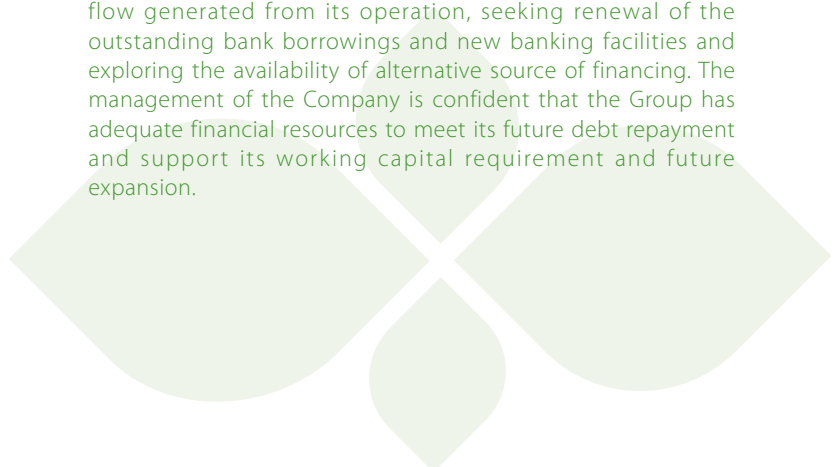 flow generated from its operation, seeking renewal of the
outstanding bank borrowings and new banking facilities and
exploring the availability of alternative source of financing. The
management of the Company is confident that the Group has
adequate financial resources to meet its future debt repayment
and support its working capital requirement and future
expansion.